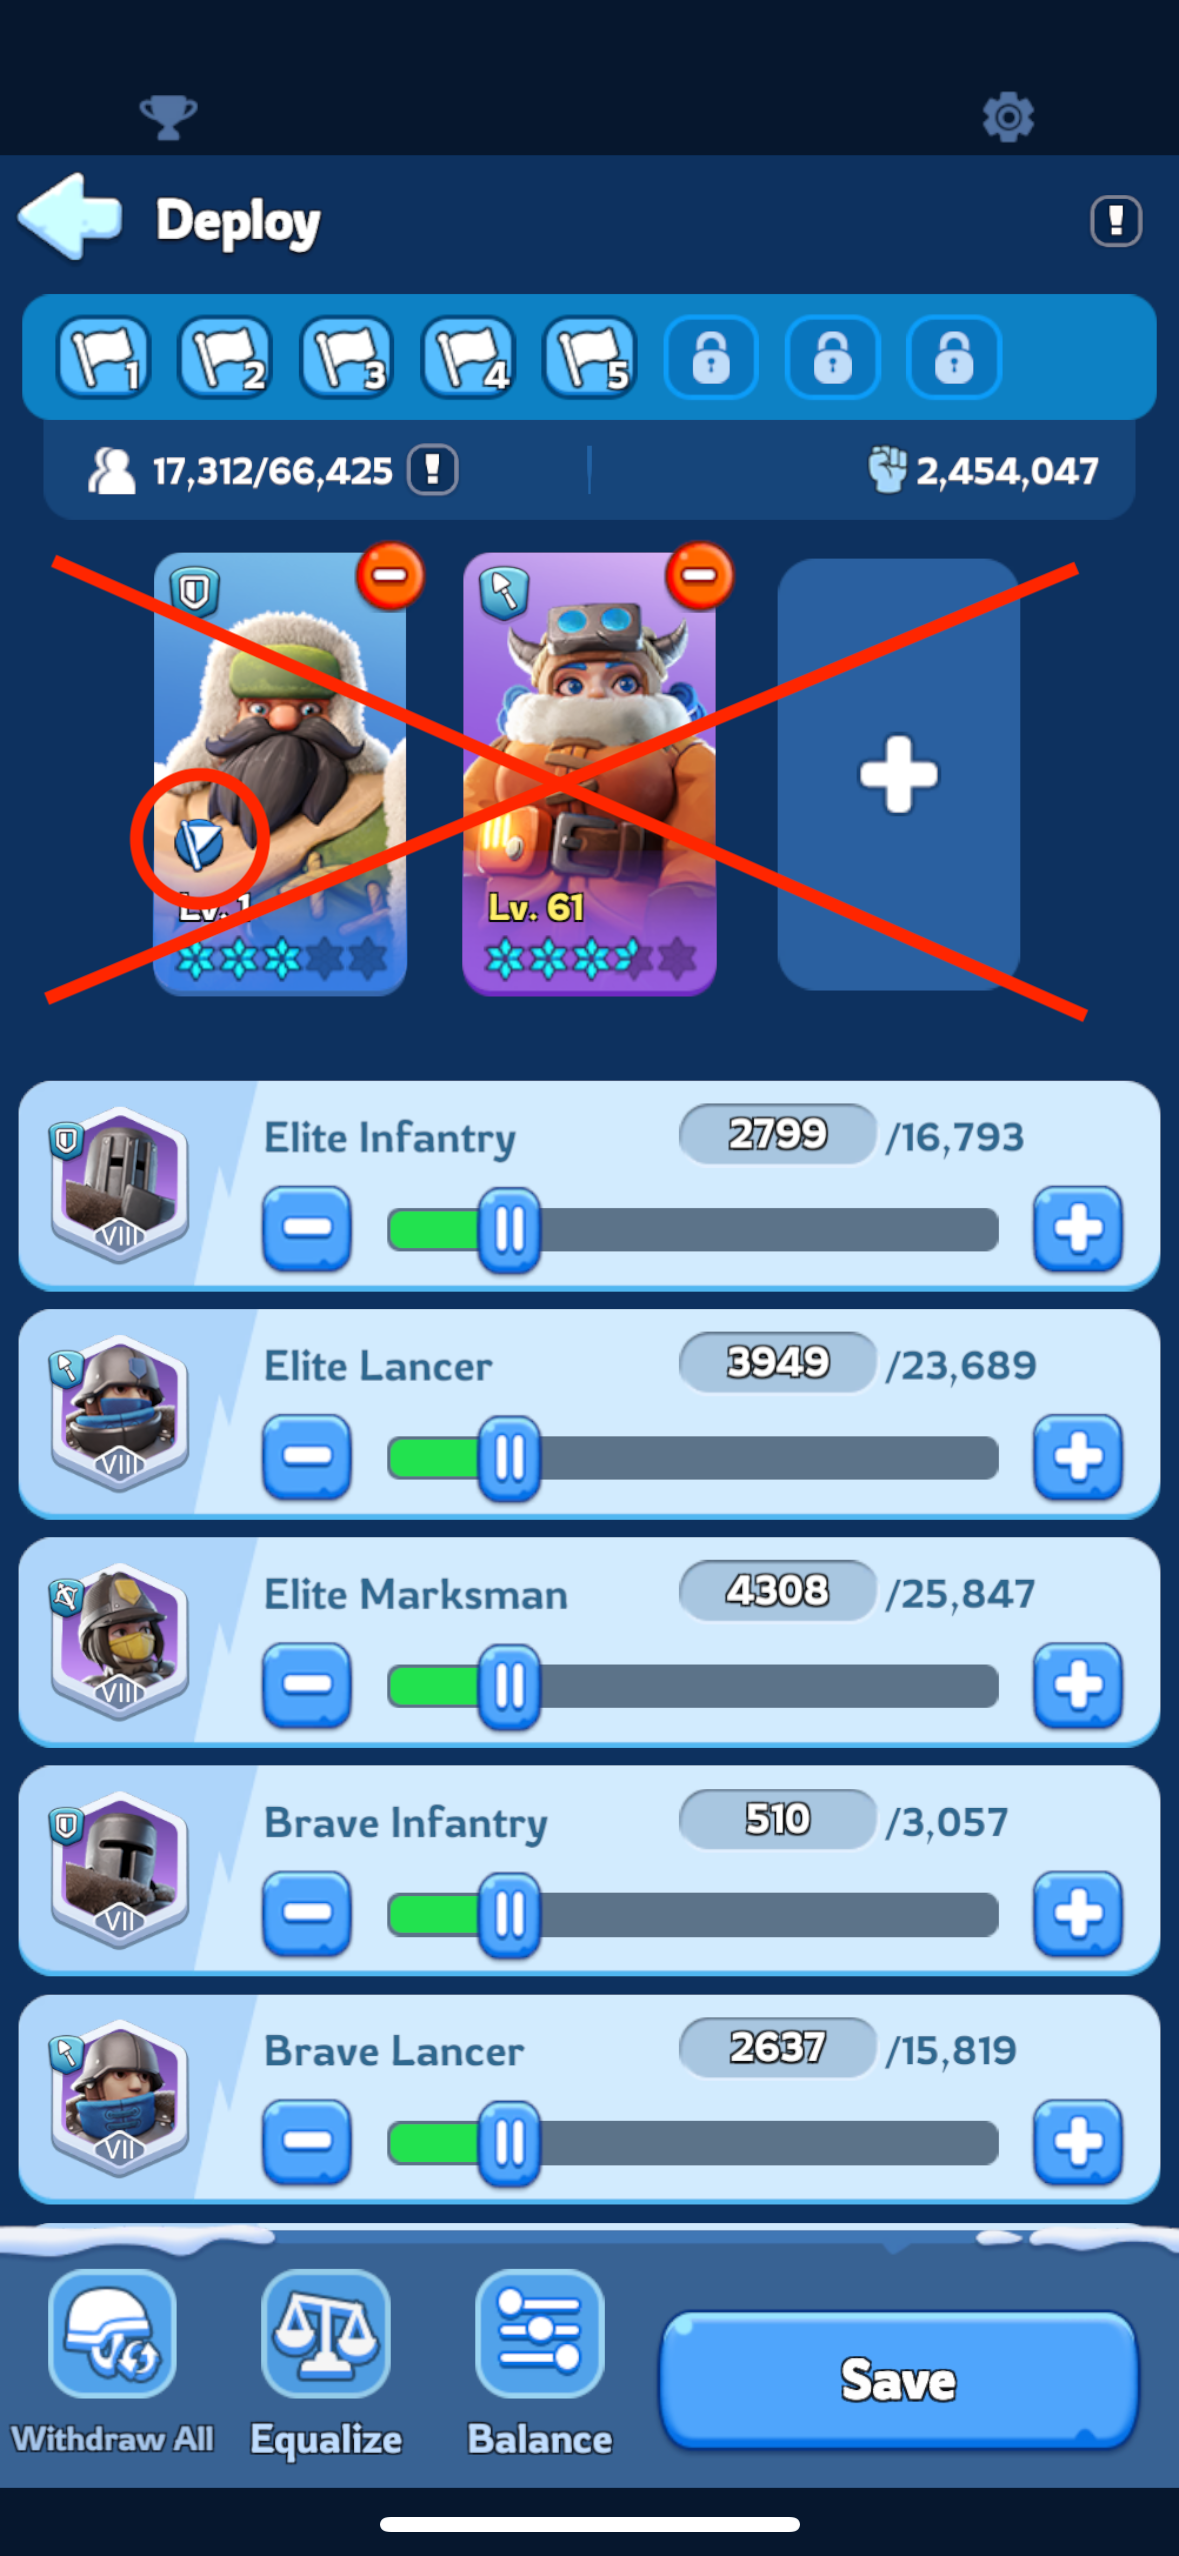 Deploy
1 2 3 4 5
17,312/66,425 2,454,047
Lv. 1 Lv. 61
Elite Infantry 2799 /16,793
VIII
Elite Lancer 3949 /23,689
VIII
Elite Marksman 4308 /25,847
VIII
Brave Infantry 510 /3,057
VII
Brave Lancer 2637 /15,819
VII
Save
Withdraw All Equalize Balance